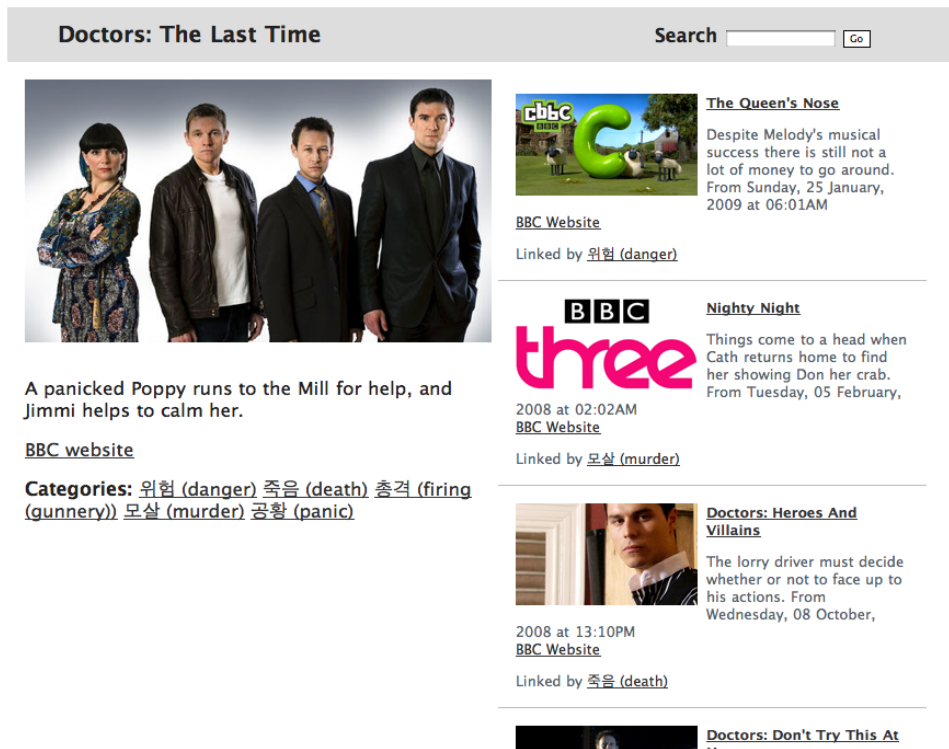 Doctors: The Last Time
Search
Go
A panicked Poppy runs to the Mill for help, and
Jimmi helps to calm her.
BBC website
Categories: 위험 (danger) 죽음 (death) 총격 (firing
(gunnery)) 모살 (murder) 공황 (panic)
cbbc
BBC
The Queen's Nose
Despite Melody's musical
success there is still not a
lot of money to go around.
From Sunday, 25 January,
2009 at 06:01AM
BBC Website
Linked by 위험 (danger)
BBC
three
Nighty Night
Things come to a head when
Cath returns home to find
her showing Don her crab.
From Tuesday, 05 February,
2008 at 02:02AM
BBC Website
Linked by 모살 (murder)
Doctors: Heroes And
Villains
The lorry driver must decide
whether or not to face up to
his actions. From
Wednesday, 08 October,
2008 at 13:10PM
BBC Website
Linked by 죽음 (death)
Doctors: Don't Try This At